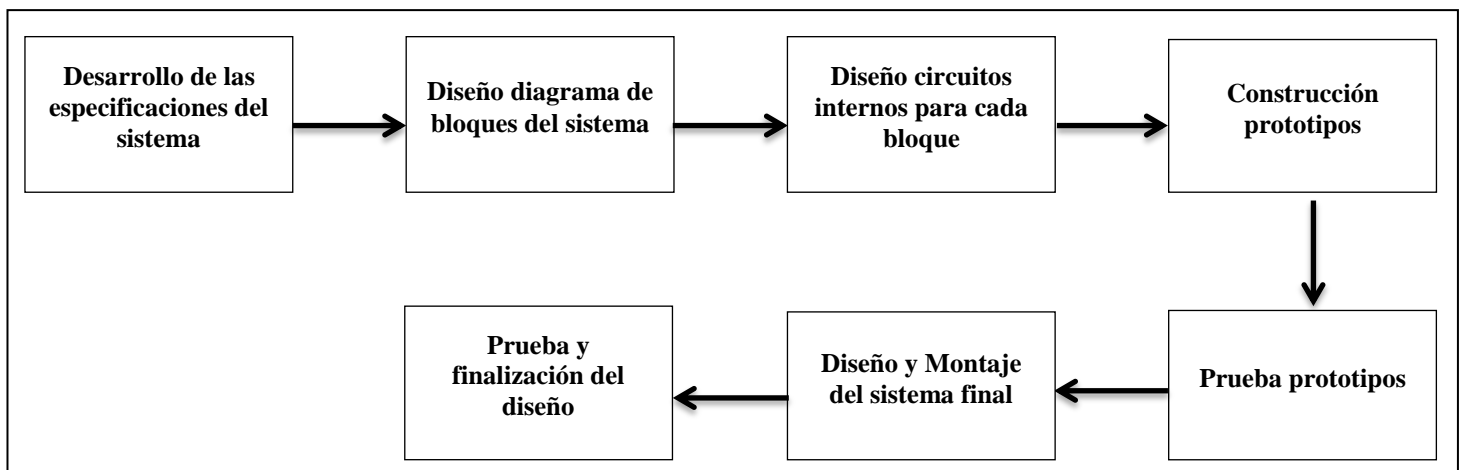 Desarrollo de las
especificaciones del
sistema
Diseño diagrama de
bloques del sistema
Diseño circuitos
internos para cada
bloque
Construcción
prototipos
Prueba prototipos
Diseño y Montaje
del sistema final
Prueba y
finalización del
diseño